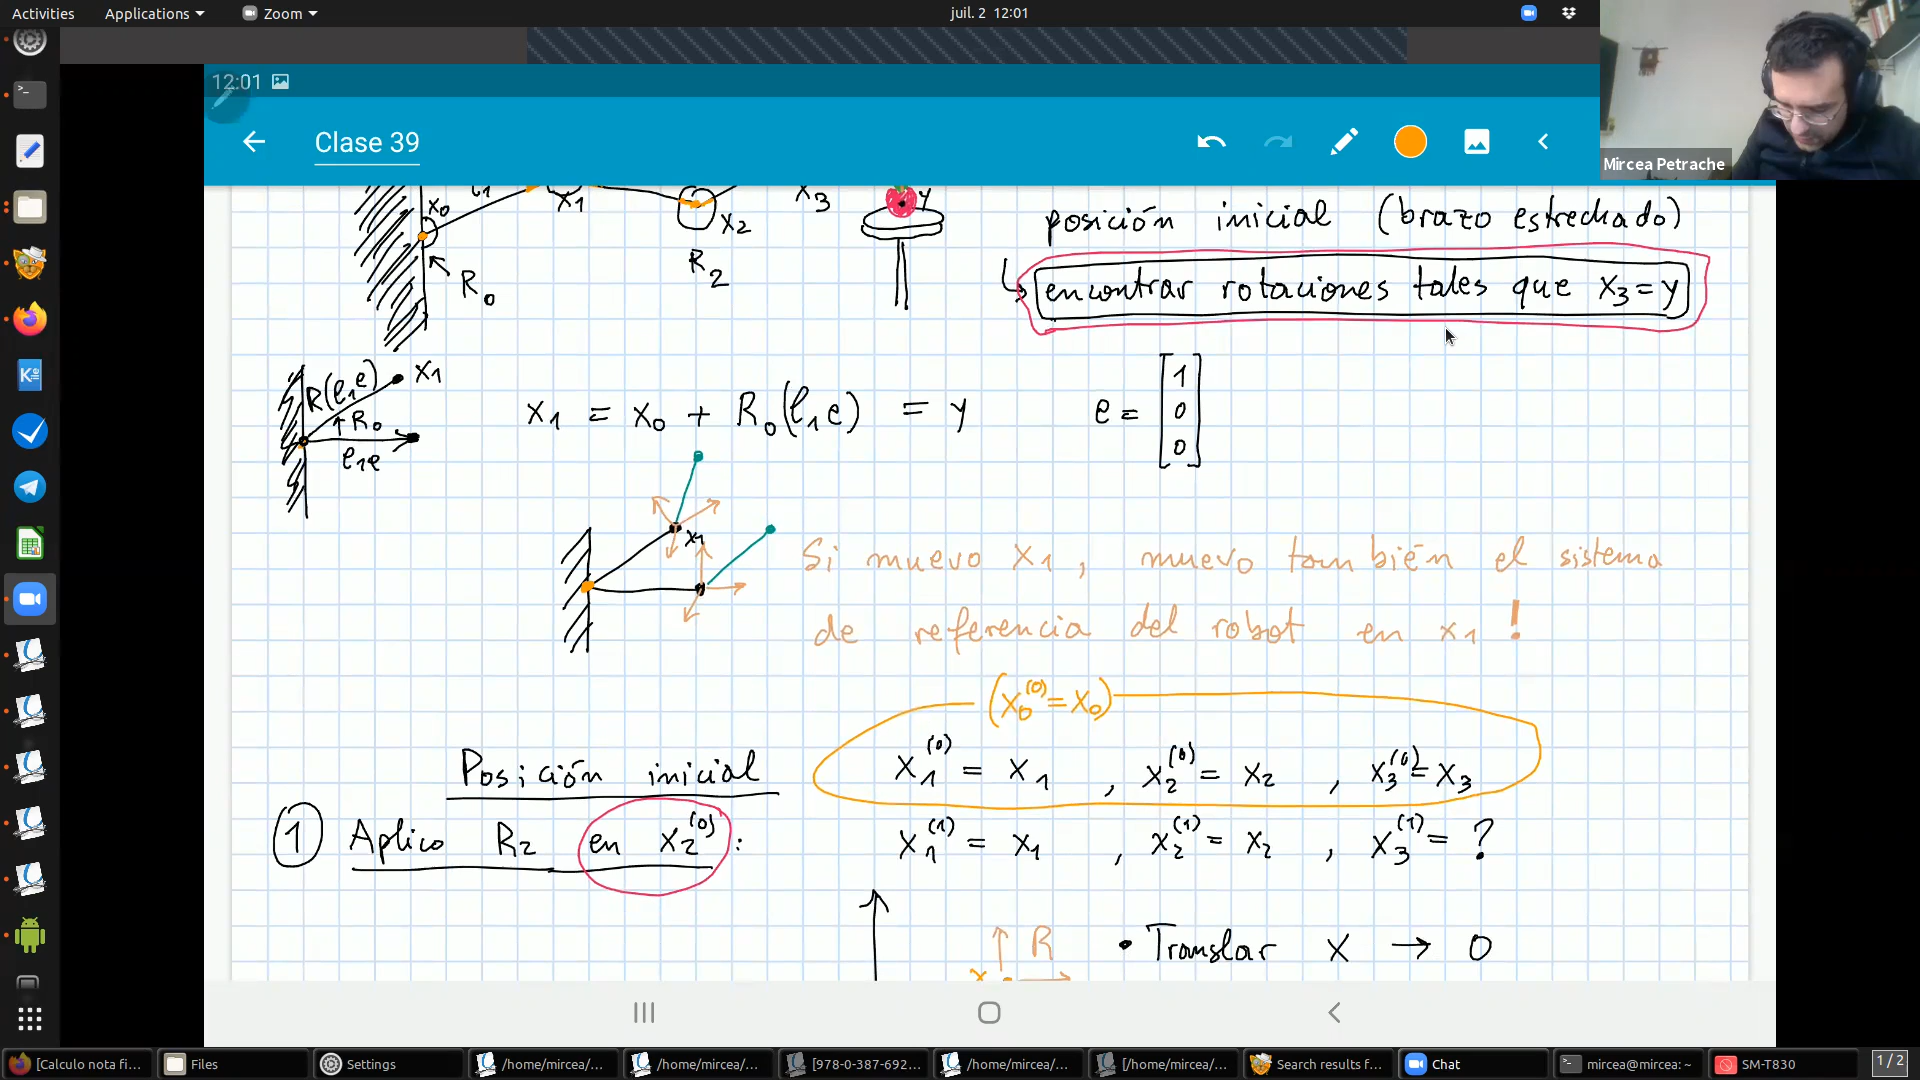 Activities Applications Zoom juil. 2 12:01
12:01
Clase 39
Mircea Petrache
x0 l1 x1 x2 x3 y
R0 R2
posición inicial (brazo estrechado)
encontrar rotaciones tales que x3 = y
R(l1e) x1
R0
l1e
x1 = x0 + R0(l1e) = y e = [1 0 0]
x1
Si muevo x1, muevo también el sistema
de referencia del robot en x1 !
(x0^(0) = x0)
Posición inicial x1^(0) = x1 , x2^(0) = x2 , x3^(0) = x3
1 Aplico R2 en x2^(0) : x1^(1) = x1 , x2^(1) = x2 , x3^(1) = ?
R • Translar x → 0
x
[Calculo nota fi... Files Settings /home/mircea/... /home/mircea/... [978-0-387-692... /home/mircea/... [/home/mircea/... Search results f... Chat mircea@mircea: ~ SM-T830 1 / 2